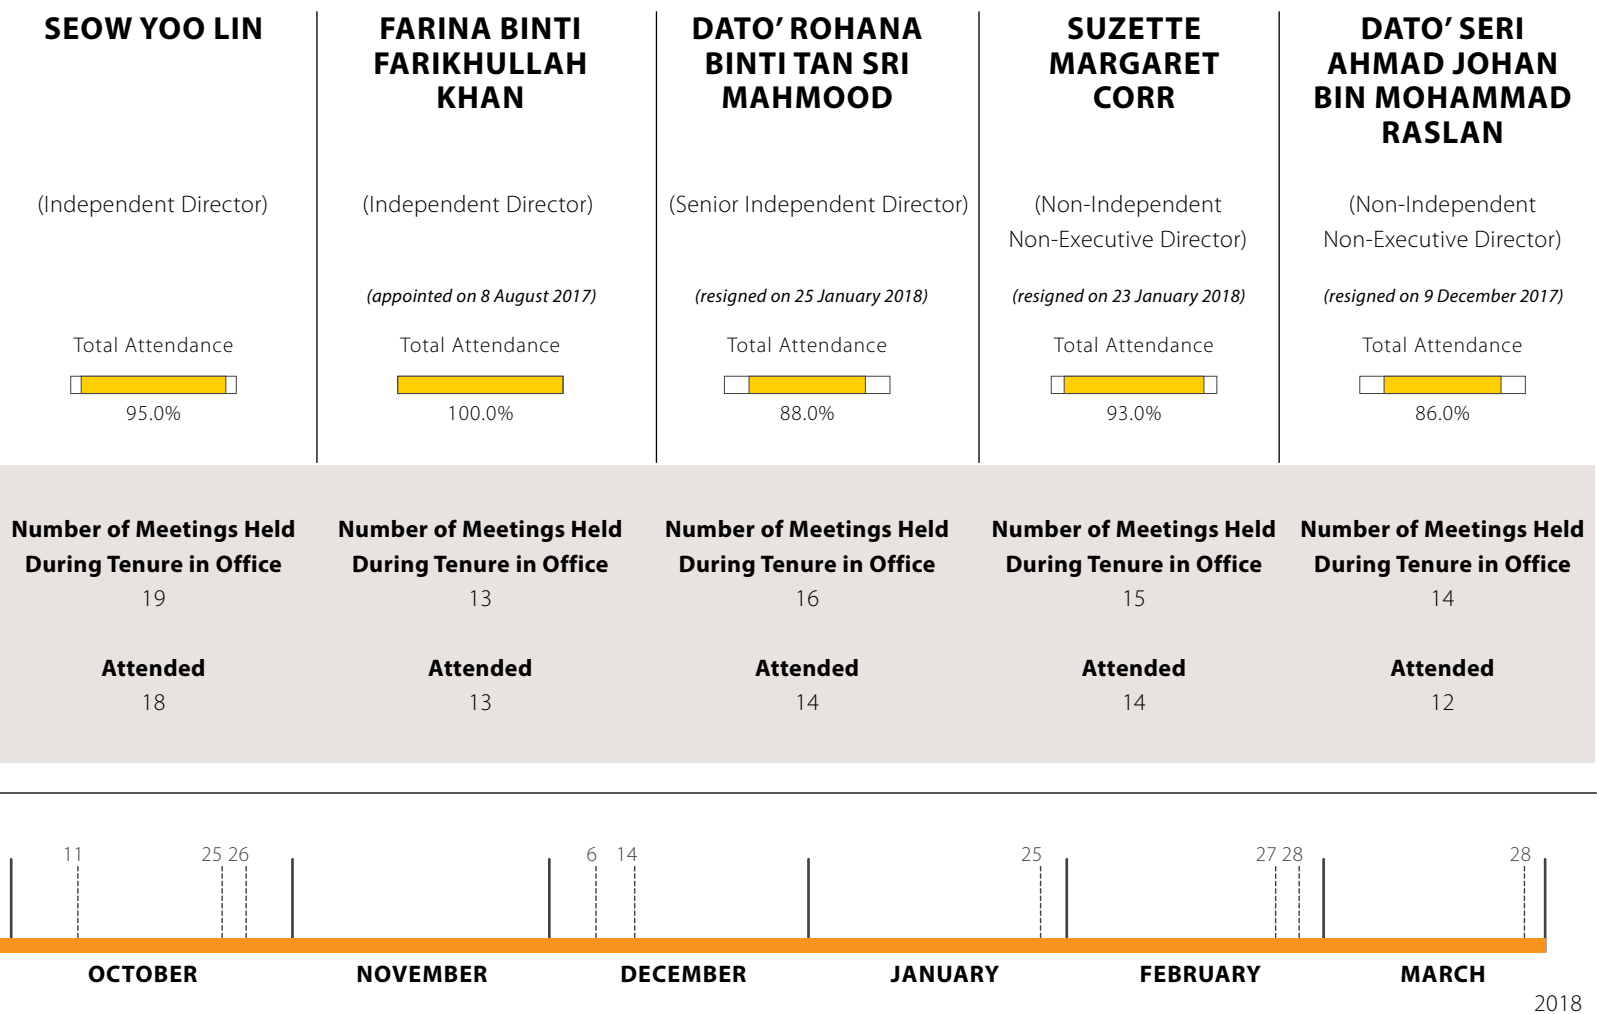 SEOW YOO LIN
(Independent Director)
Total Attendance
95.0%
FARINA BINTI
FARIKHULLAH
KHAN
(Independent Director)
(appointed on 8 August 2017)
Total Attendance
100.0%
DATO’ ROHANA
BINTI TAN SRI
MAHMOOD
(Senior Independent Director)
(resigned on 25 January 2018)
Total Attendance
88.0%
SUZETTE
MARGARET
CORR
(Non-Independent
Non-Executive Director)
(resigned on 23 January 2018)
Total Attendance
93.0%
DATO’ SERI
AHMAD JOHAN
BIN MOHAMMAD
RASLAN
(Non-Independent
Non-Executive Director)
(resigned on 9 December 2017)
Total Attendance
86.0%
Number of Meetings Held
During Tenure in Office
19
Attended
18
Number of Meetings Held
During Tenure in Office
13
Attended
13
Number of Meetings Held
During Tenure in Office
16
Attended
14
Number of Meetings Held
During Tenure in Office
15
Attended
14
Number of Meetings Held
During Tenure in Office
14
Attended
12
11 25 26 6 14 25 27 28 28
OCTOBER NOVEMBER DECEMBER JANUARY FEBRUARY MARCH
2018